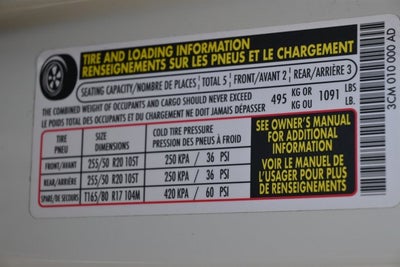 TIRE AND LOADING INFORMATION
RENSEIGNEMENTS SUR LES PNEUS ET LE CHARGEMENT
SEATING CAPACITY/NOMBRE DE PLACES TOTAL 5 FRONT/AVANT 2 REAR/ARRIÈRE 3
THE COMBINED WEIGHT OF OCCUPANTS AND CARGO SHOULD NEVER EXCEED 495 KG OR 1091 LBS
LE POIDS TOTAL DES OCCUPANTS ET DU CHARGEMENT NE DOIT JAMAIS DÉPASSER KG OU LB.
TIRE SIZE COLD TIRE PRESSURE
PNEU DIMENSIONS PRESSION DES PNEUS À FROID
FRONT/AVANT 255/50 R20 105T 250 KPA / 36 PSI
REAR/ARRIÈRE 255/50 R20 105T 250 KPA / 36 PSI
SPARE/DE SECOURS T165/80 R17 104M 420 KPA / 60 PSI
SEE OWNER'S MANUAL
FOR ADDITIONAL
INFORMATION
VOIR LE MANUEL DE
L'USAGER POUR PLUS
DE RENSEIGNEMENTS
3CM 010 000 AD